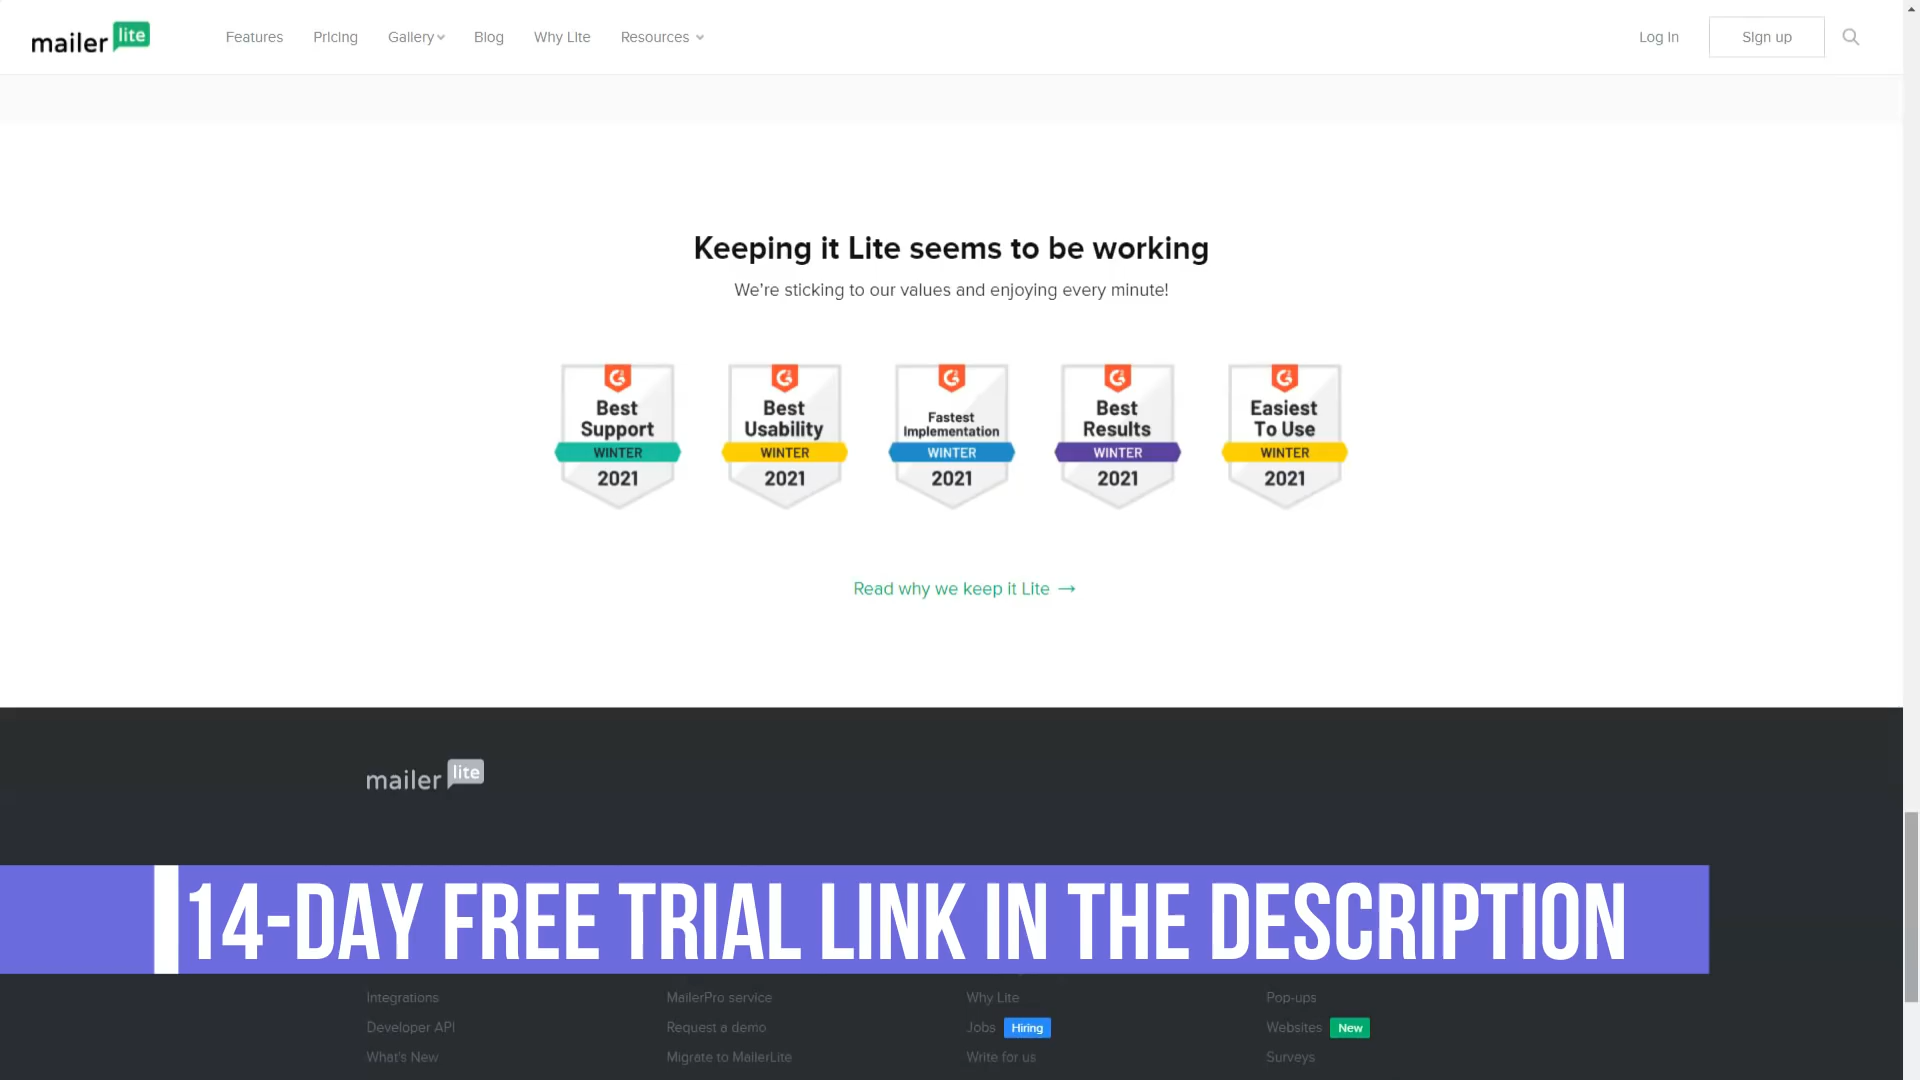 mailer lite
Features Pricing Gallery Blog Why Lite Resources Log in Sign up
Keeping it Lite seems to be working
We're sticking to our values and enjoying every minute!
Best Support WINTER 2021
Best Usability WINTER 2021
Fastest Implementation WINTER 2021
Best Results WINTER 2021
Easiest To Use WINTER 2021
Read why we keep it Lite →
mailer lite
14-DAY FREE TRIAL LINK IN THE DESCRIPTION
Integrations MailerPro service Why Lite Pop-ups
Developer API Request a demo Jobs Hiring Websites New
What's New Migrate to MailerLite Write for us Surveys